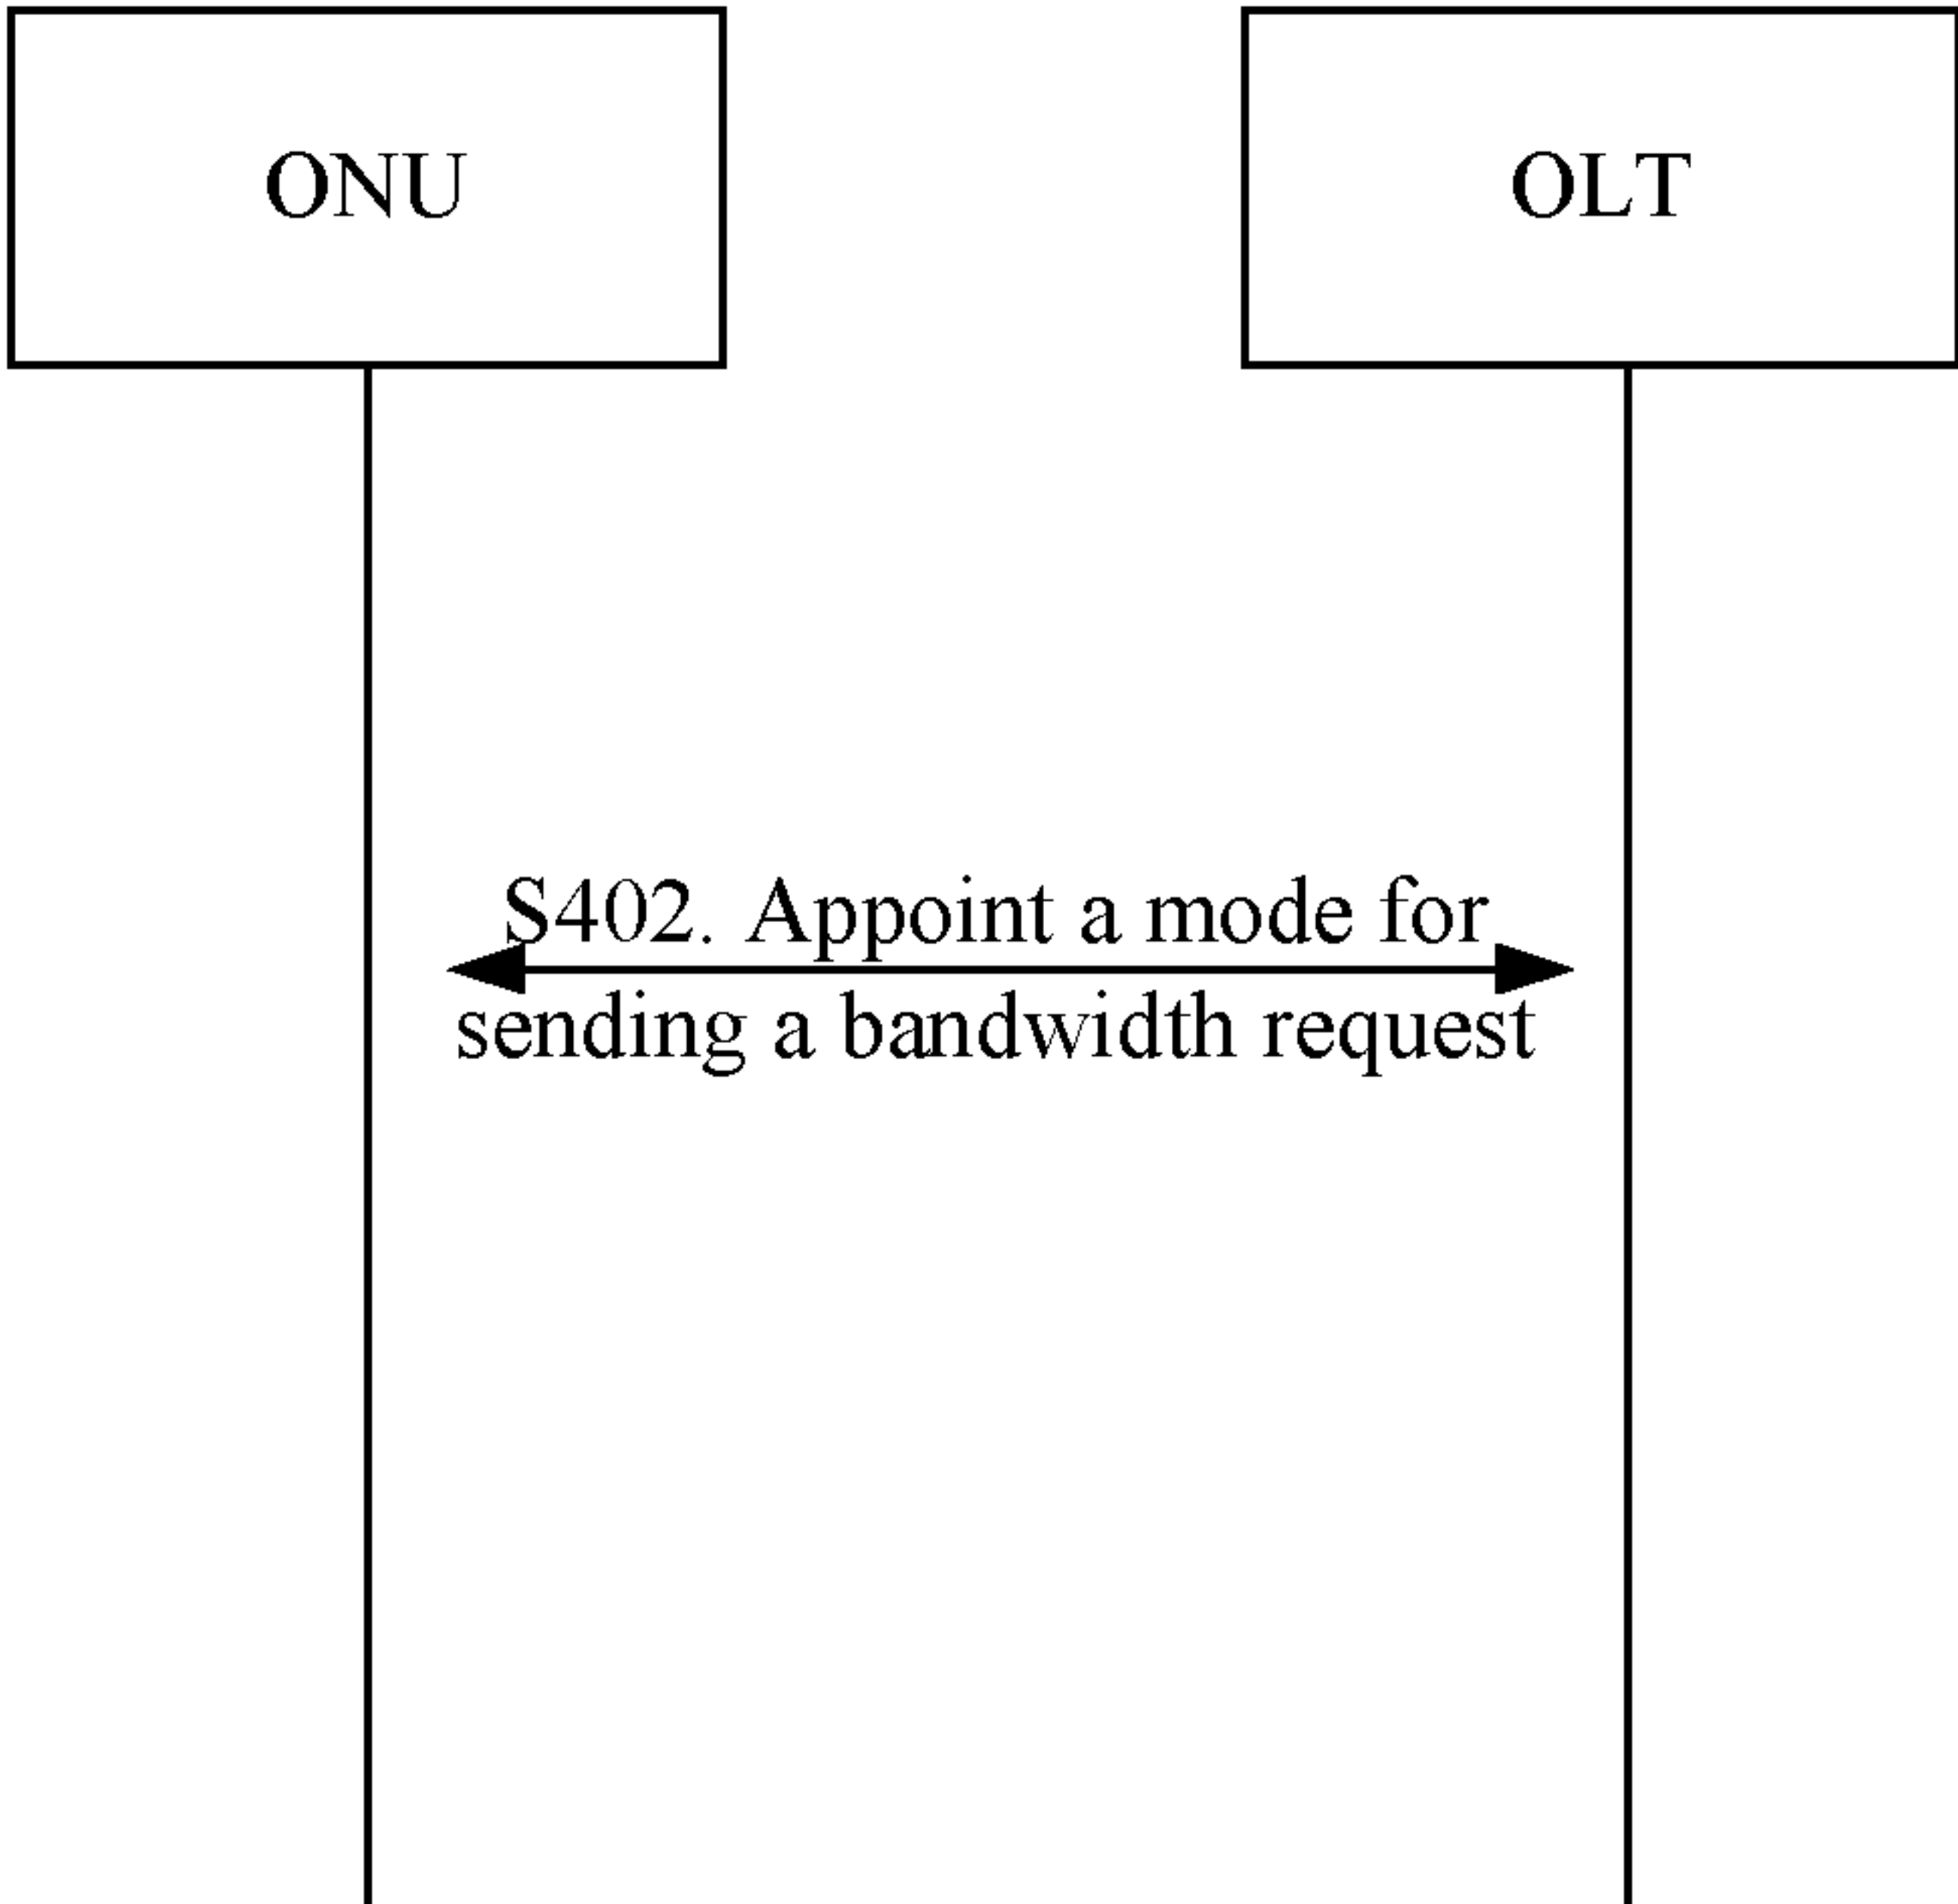 ONU
OLT
S402. Appoint a mode for
sending a bandwidth request